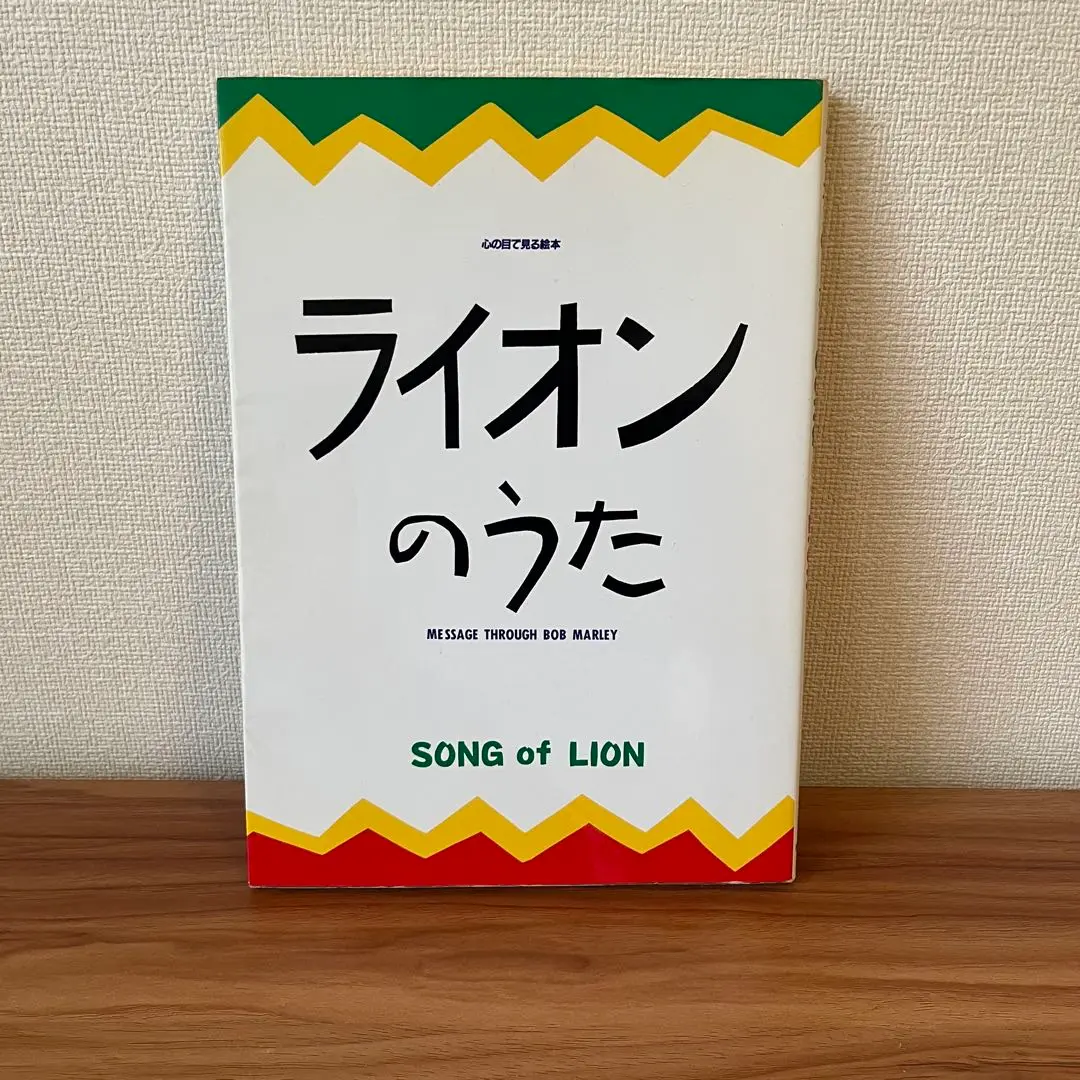 心の目で見る絵本
ライオン
のうた
MESSAGE THROUGH BOB MARLEY
SONG of LION